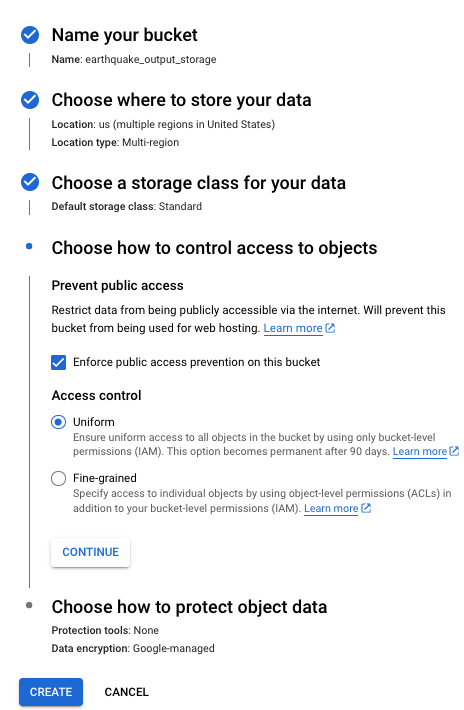 Name your bucket
Name: earthquake_output_storage
Choose where to store your data
Location: us (multiple regions in United States)
Location type: Multi-region
Choose a storage class for your data
Default storage class: Standard
Choose how to control access to objects
Prevent public access
Restrict data from being publicly accessible via the internet. Will prevent this
bucket from being used for web hosting. Learn more
Enforce public access prevention on this bucket
Access control
Uniform
Ensure uniform access to all objects in the bucket by using only bucket-level
permissions (IAM). This option becomes permanent after 90 days. Learn more
Fine-grained
Specify access to individual objects by using object-level permissions (ACLs) in
addition to your bucket-level permissions (IAM). Learn more
CONTINUE
Choose how to protect object data
Protection tools: None
Data encryption: Google-managed
CREATE CANCEL